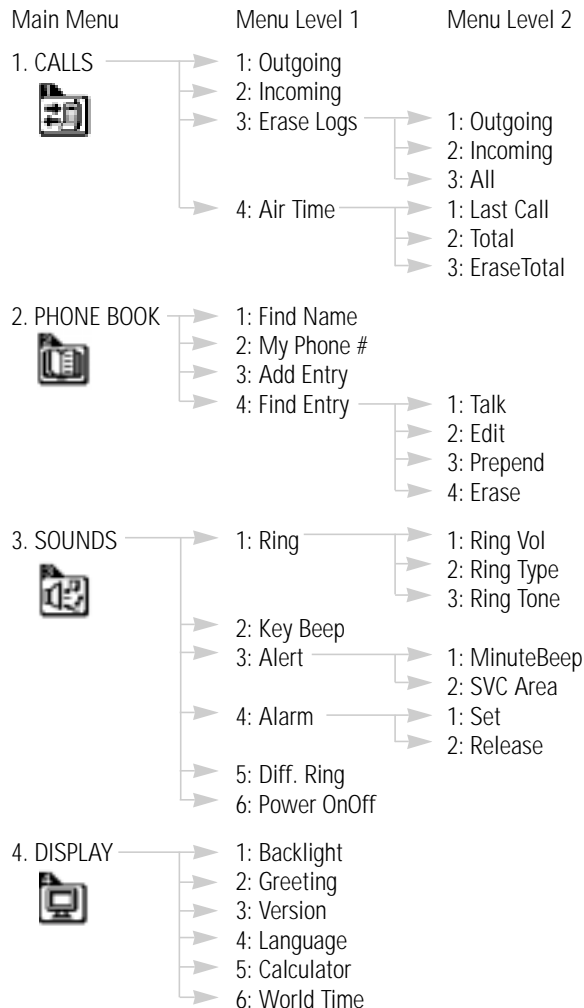 Main Menu Menu Level 1 Menu Level 2
1. CALLS 1: Outgoing
2: Incoming
3: Erase Logs 1: Outgoing
2: Incoming
3: All
4: Air Time 1: Last Call
2: Total
3: EraseTotal
2. PHONE BOOK 1: Find Name
2: My Phone #
3: Add Entry
4: Find Entry 1: Talk
2: Edit
3: Prepend
4: Erase
3. SOUNDS 1: Ring 1: Ring Vol
2: Ring Type
3: Ring Tone
2: Key Beep
3: Alert 1: MinuteBeep
2: SVC Area
4: Alarm 1: Set
2: Release
5: Diff. Ring
6: Power OnOff
4. DISPLAY 1: Backlight
2: Greeting
3: Version
4: Language
5: Calculator
6: World Time